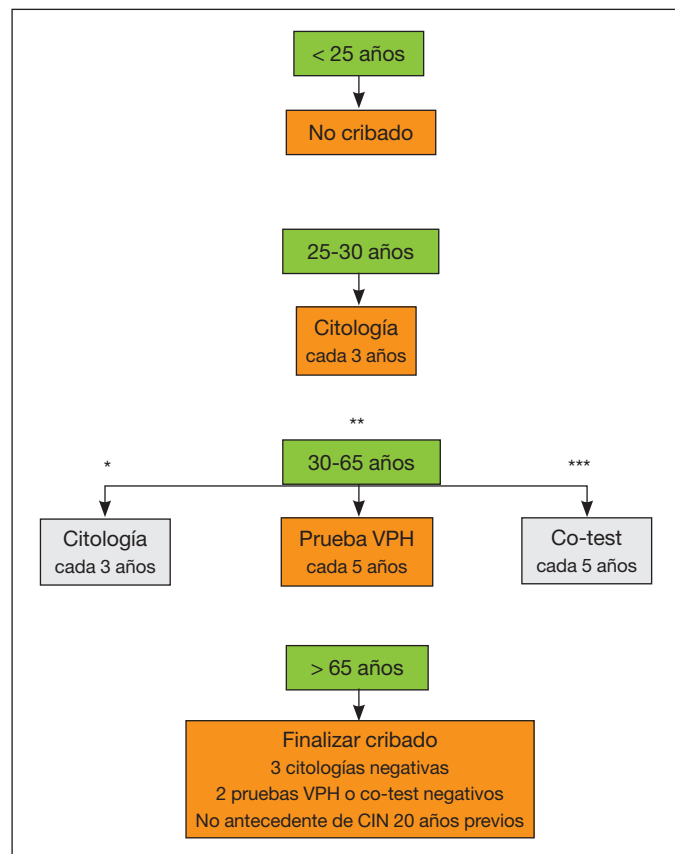 < 25 años
No cribado
25-30 años
Citología
cada 3 años
**
*
30-65 años
***
Citología
cada 3 años
Prueba VPH
cada 5 años
Co-test
cada 5 años
> 65 años
Finalizar cribado
3 citologías negativas
2 pruebas VPH o co-test negativos
No antecedente de CIN 20 años previos